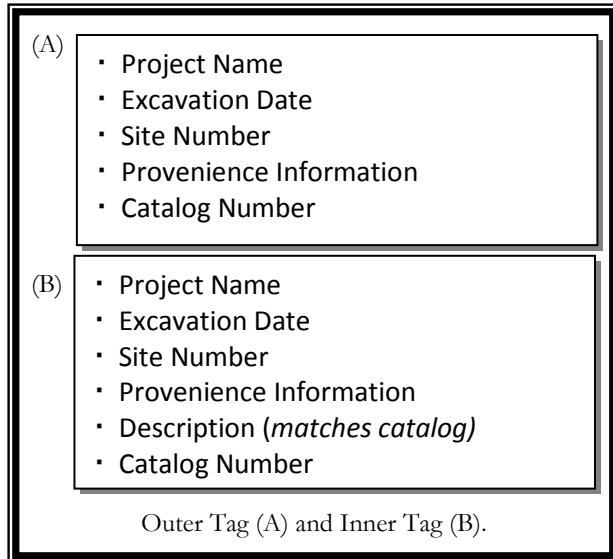 (A)
· Project Name
· Excavation Date
· Site Number
· Provenience Information
· Catalog Number
(B)
· Project Name
· Excavation Date
· Site Number
· Provenience Information
· Description (matches catalog)
· Catalog Number
Outer Tag (A) and Inner Tag (B).